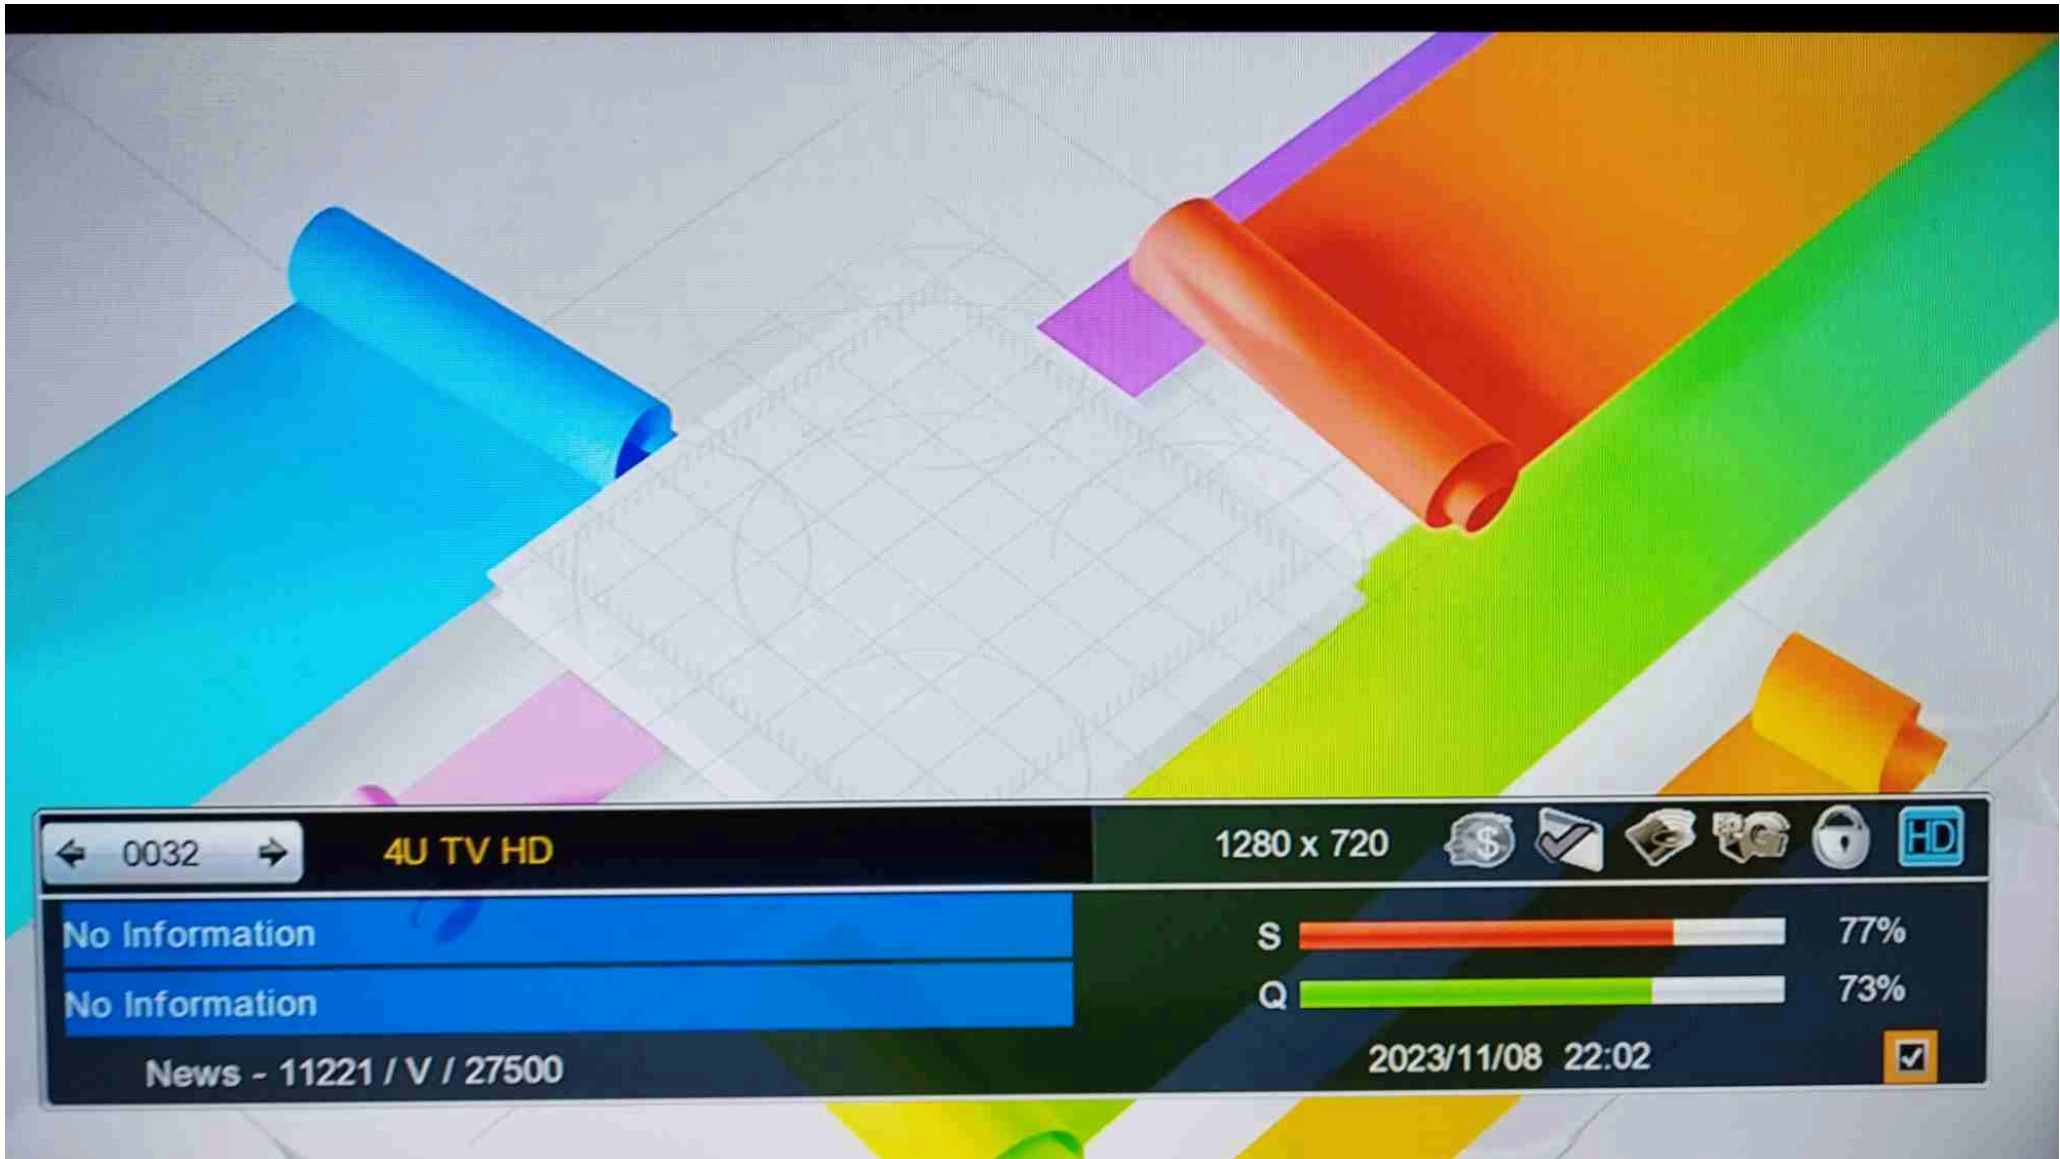 0032 4U TV HD 1280 x 720 HD
No Information
S 77%
No Information
Q 73%
News - 11221 / V / 27500 2023/11/08 22:02